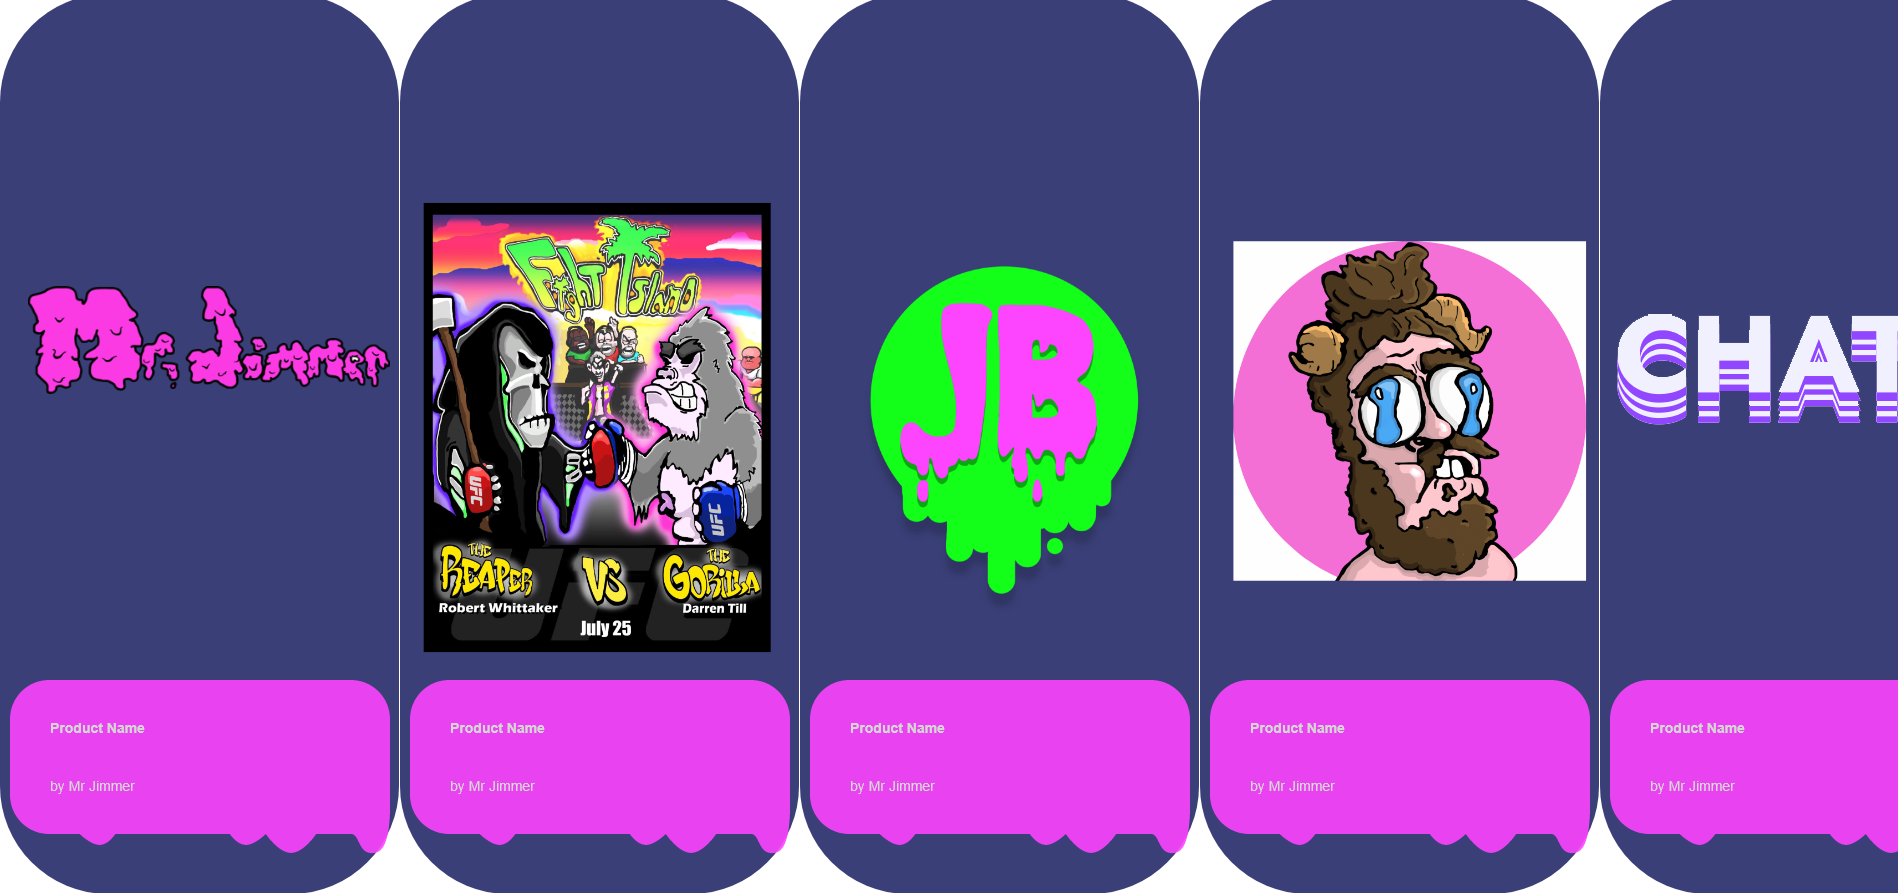 Mr. Jimmer
Product Name
by Mr Jimmer
Fight Island
UFC
UFC
THE
REAPER
VS
THE
GORILLA
Robert Whittaker
Darren Till
July 25
UFC
Product Name
by Mr Jimmer
JB
Product Name
by Mr Jimmer
Product Name
by Mr Jimmer
CHAT
Product Name
by Mr Jimmer